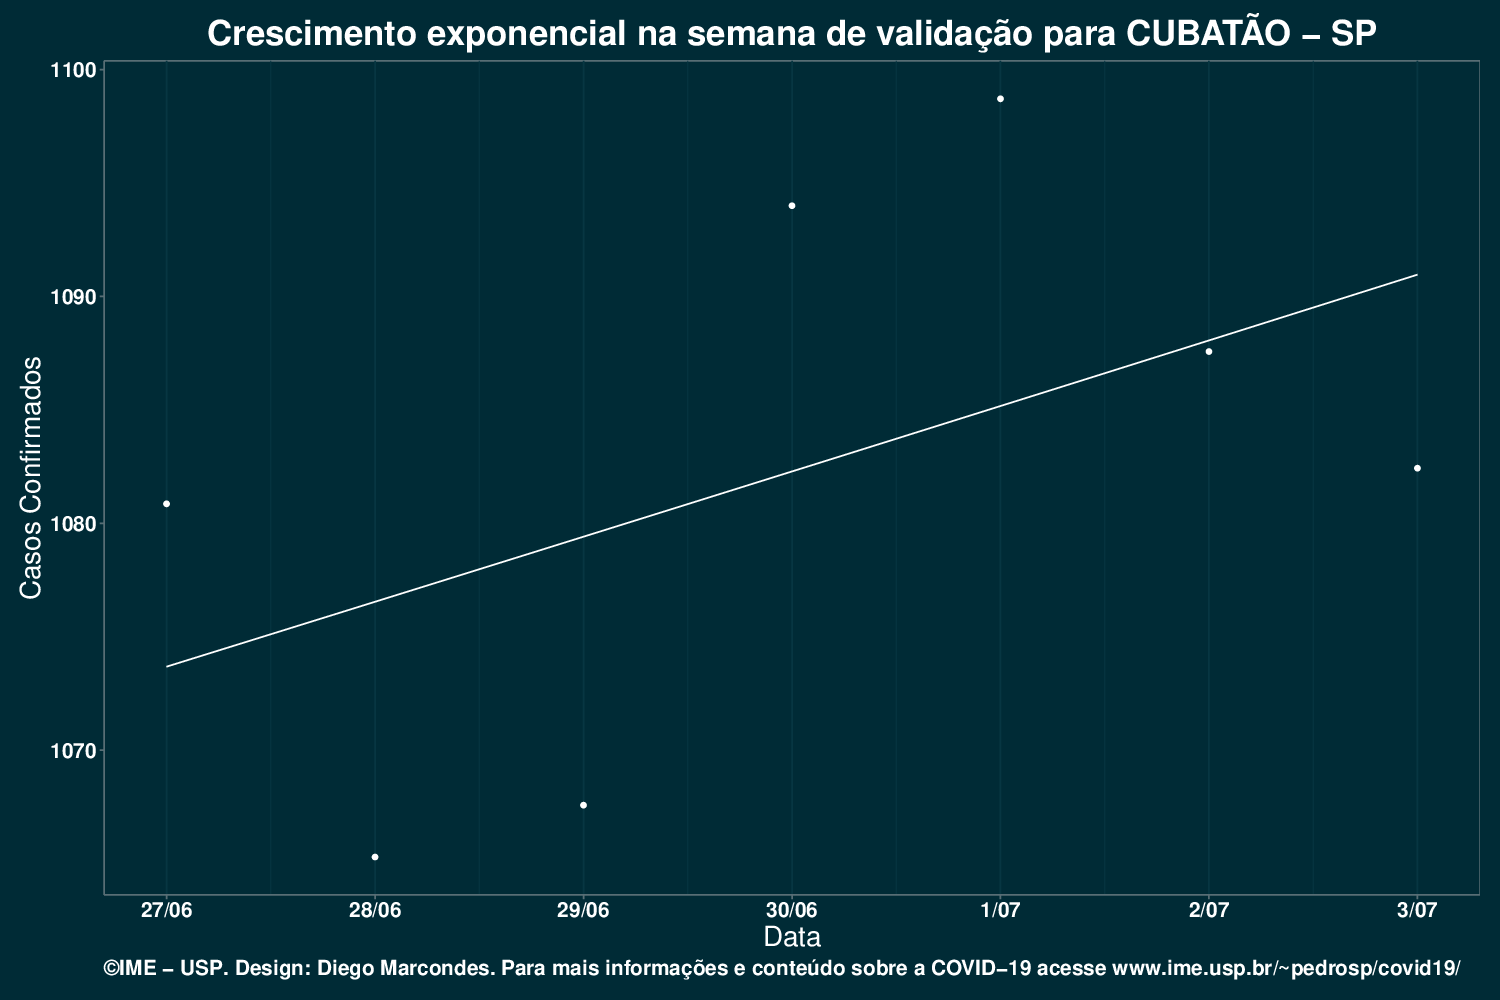 Crescimento exponencial na semana de validação para CUBATÃO – SP
1100
1090
1080
1070
Casos Confirmados
27/06 28/06 29/06 30/06 1/07 2/07 3/07
Data
©IME – USP. Design: Diego Marcondes. Para mais informações e conteúdo sobre a COVID–19 acesse www.ime.usp.br/~pedrosp/covid19/